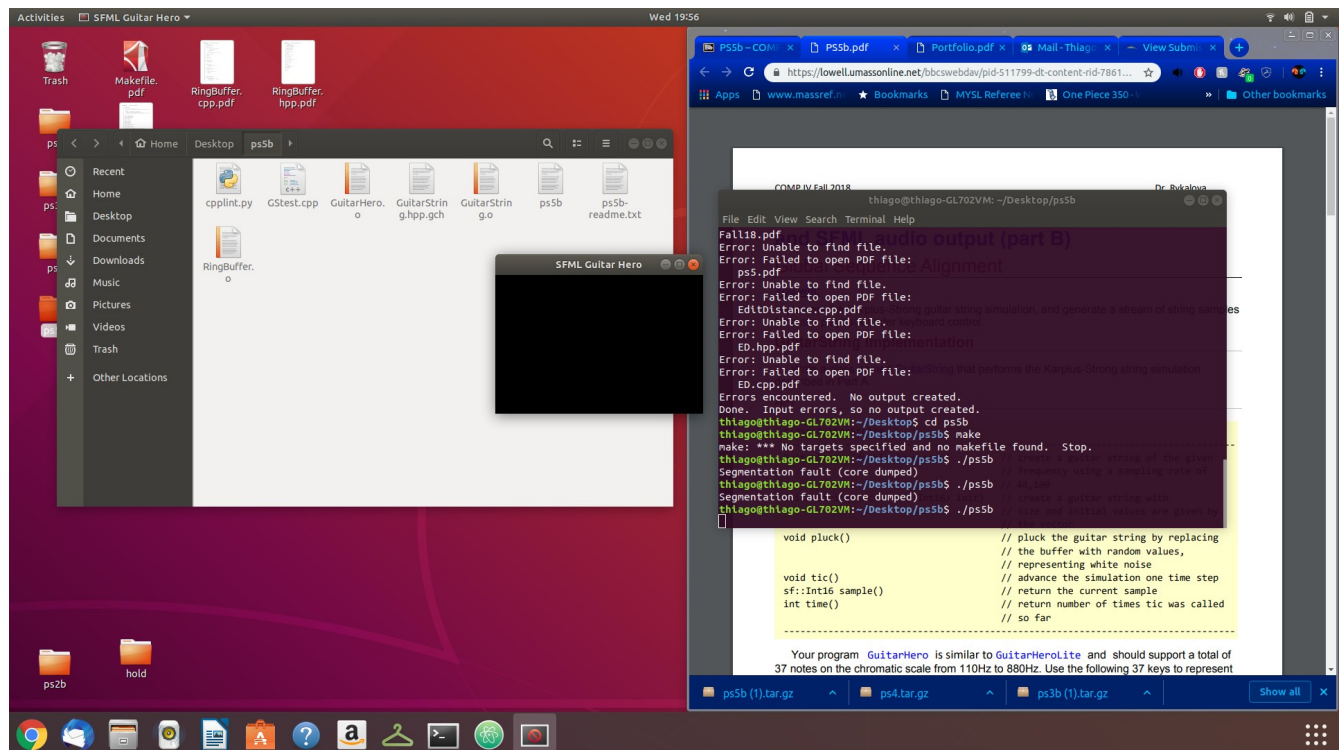 Activities SFML Guitar Hero Wed 19:56
Trash
Makefile.
pdf
RingBuffer.
cpp.pdf
RingBuffer.
hpp.pdf
Home Desktop ps5b
Recent
Home
Desktop
Documents
Downloads
Music
Pictures
Videos
Trash
Other Locations
cpplint.py
GStest.cpp
GuitarHero.
o
GuitarStrin
g.hpp.gch
GuitarStrin
g.o
ps5b
ps5b-
readme.txt
RingBuffer.
o
SFML Guitar Hero
ps2b
hold
PS5b – COM
PS5b.pdf
Portfolio.pdf
Mail - Thiago
View Submis
https://lowell.umassonline.net/bbcswebdav/pid-511799-dt-content-rid-7861...
Apps www.massref.n Bookmarks MYSL Referee N One Piece 350 - » Other bookmarks
COMP IV Fall 2018 Dr. Rykalova
thiago@thiago-GL702VM: ~/Desktop/ps5b
File Edit View Search Terminal Help
Fall18.pdf
Error: Unable to find file.
Error: Failed to open PDF file:
ps5.pdf
Error: Unable to find file.
Error: Failed to open PDF file:
EditDistance.cpp.pdf
Error: Unable to find file.
Error: Failed to open PDF file:
ED.hpp.pdf
Error: Unable to find file.
Error: Failed to open PDF file:
ED.cpp.pdf
Errors encountered. No output created.
Done. Input errors, so no output created.
thiago@thiago-GL702VM:~/Desktop$ cd ps5b
thiago@thiago-GL702VM:~/Desktop/ps5b$ make
make: *** No targets specified and no makefile found. Stop.
thiago@thiago-GL702VM:~/Desktop/ps5b$ ./ps5b
Segmentation fault (core dumped)
thiago@thiago-GL702VM:~/Desktop/ps5b$ ./ps5b
Segmentation fault (core dumped)
thiago@thiago-GL702VM:~/Desktop/ps5b$ ./ps5b
void pluck() // pluck the guitar string by replacing
// the buffer with random values,
// representing white noise
void tic() // advance the simulation one time step
sf::Int16 sample() // return the current sample
int time() // return number of times tic was called
// so far
Your program GuitarHero is similar to GuitarHeroLite and should support a total of
37 notes on the chromatic scale from 110Hz to 880Hz. Use the following 37 keys to represent
ps5b (1).tar.gz
ps4.tar.gz
ps3b (1).tar.gz
Show all